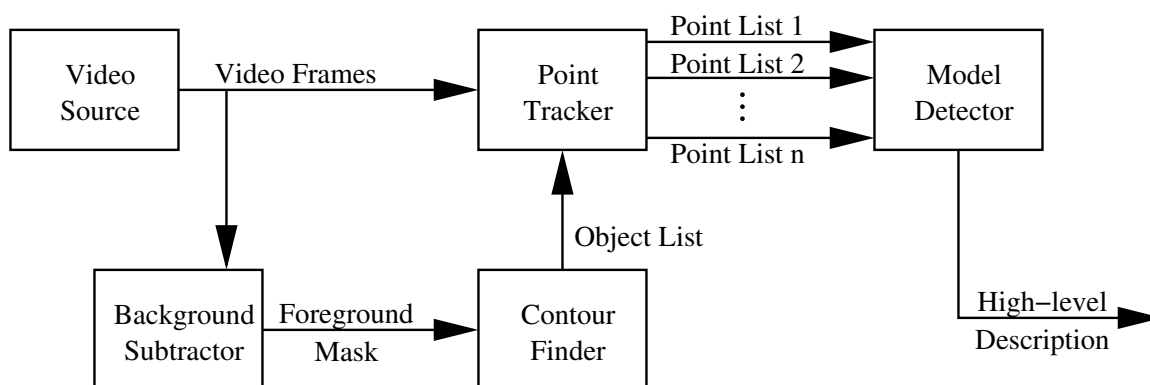 Video
Source
Video Frames
Point
Tracker
Point List 1
Point List 2
Point List n
Model
Detector
Object List
Background
Subtractor
Foreground
Mask
Contour
Finder
High−level
Description